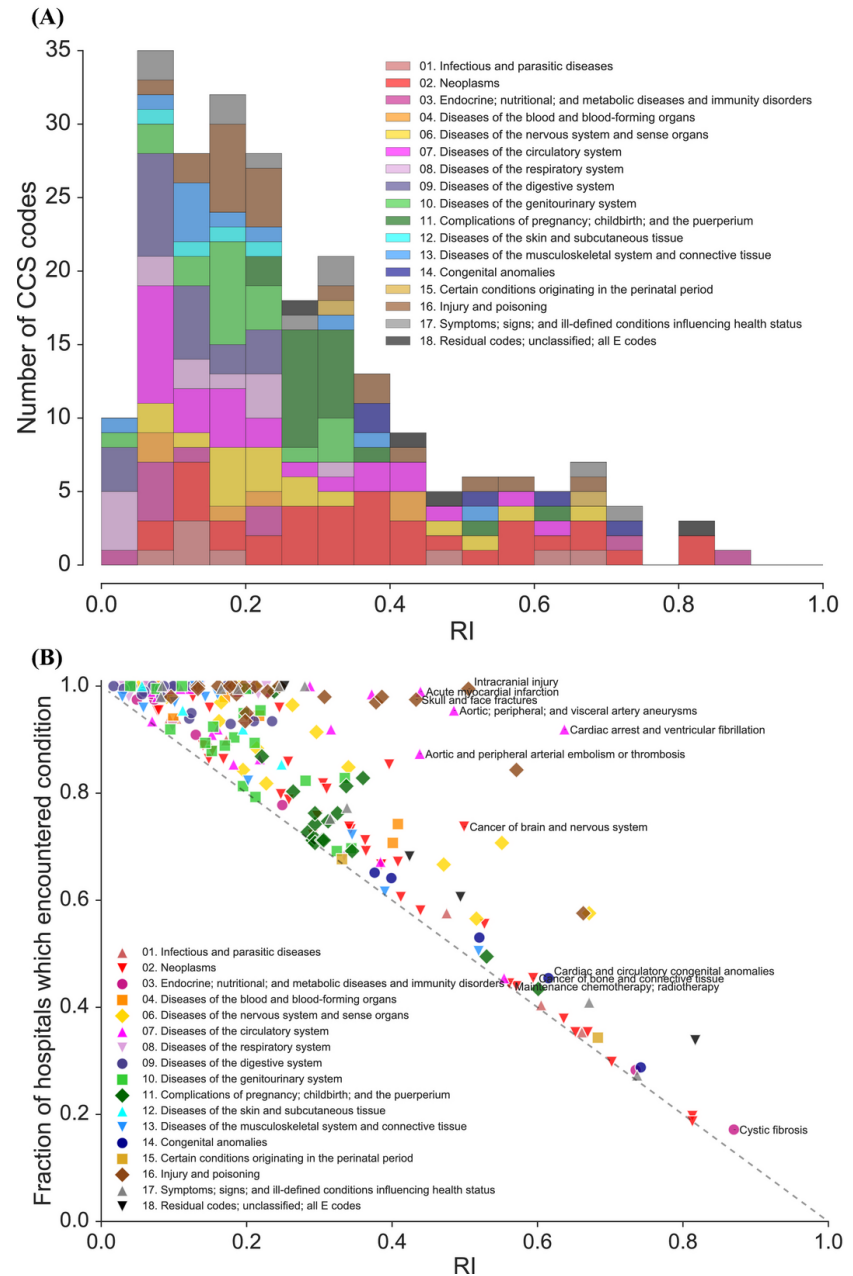 (A)
35
30
25
20
15
10
5
0
Number of CCS codes
01. Infectious and parasitic diseases
02. Neoplasms
03. Endocrine; nutritional; and metabolic diseases and immunity disorders
04. Diseases of the blood and blood-forming organs
06. Diseases of the nervous system and sense organs
07. Diseases of the circulatory system
08. Diseases of the respiratory system
09. Diseases of the digestive system
10. Diseases of the genitourinary system
11. Complications of pregnancy; childbirth; and the puerperium
12. Diseases of the skin and subcutaneous tissue
13. Diseases of the musculoskeletal system and connective tissue
14. Congenital anomalies
15. Certain conditions originating in the perinatal period
16. Injury and poisoning
17. Symptoms; signs; and ill-defined conditions influencing health status
18. Residual codes; unclassified; all E codes
0.0 0.2 0.4 0.6 0.8 1.0
RI
(B)
1.0
0.8
0.6
0.4
0.2
0.0
Fraction of hospitals which encountered condition
Intracranial injury
Acute myocardial infarction
Skull and face fractures
Aortic; peripheral; and visceral artery aneurysms
Cardiac arrest and ventricular fibrillation
Aortic and peripheral arterial embolism or thrombosis
Cancer of brain and nervous system
Cardiac and circulatory congenital anomalies
Cancer of bone and connective tissue
Maintenance chemotherapy; radiotherapy
Cystic fibrosis
01. Infectious and parasitic diseases
02. Neoplasms
03. Endocrine; nutritional; and metabolic diseases and immunity disorders
04. Diseases of the blood and blood-forming organs
06. Diseases of the nervous system and sense organs
07. Diseases of the circulatory system
08. Diseases of the respiratory system
09. Diseases of the digestive system
10. Diseases of the genitourinary system
11. Complications of pregnancy; childbirth; and the puerperium
12. Diseases of the skin and subcutaneous tissue
13. Diseases of the musculoskeletal system and connective tissue
14. Congenital anomalies
15. Certain conditions originating in the perinatal period
16. Injury and poisoning
17. Symptoms; signs; and ill-defined conditions influencing health status
18. Residual codes; unclassified; all E codes
0.0 0.2 0.4 0.6 0.8 1.0
RI